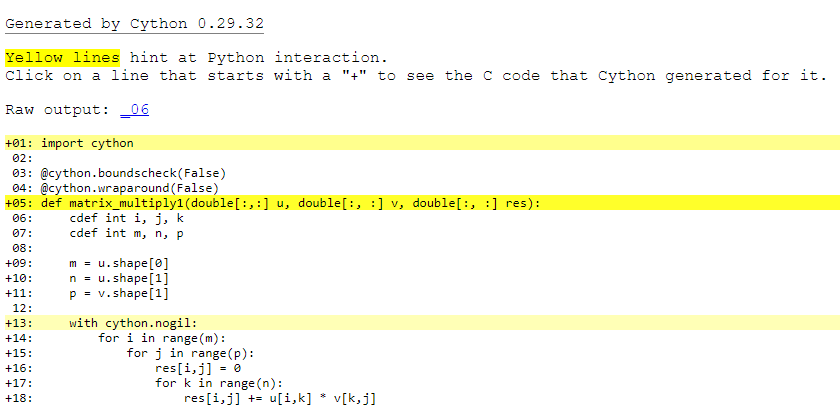 Generated by Cython 0.29.32
Yellow lines hint at Python interaction.
Click on a line that starts with a "+" to see the C code that Cython generated for it.
Raw output: _06
+01: import cython
 02:
 03: @cython.boundscheck(False)
 04: @cython.wraparound(False)
+05: def matrix_multiply1(double[:,:] u, double[:, :] v, double[:, :] res):
 06:     cdef int i, j, k
 07:     cdef int m, n, p
 08:
+09:     m = u.shape[0]
+10:     n = u.shape[1]
+11:     p = v.shape[1]
 12:
+13:     with cython.nogil:
+14:         for i in range(m):
+15:             for j in range(p):
+16:                 res[i,j] = 0
+17:                 for k in range(n):
+18:                     res[i,j] += u[i,k] * v[k,j]